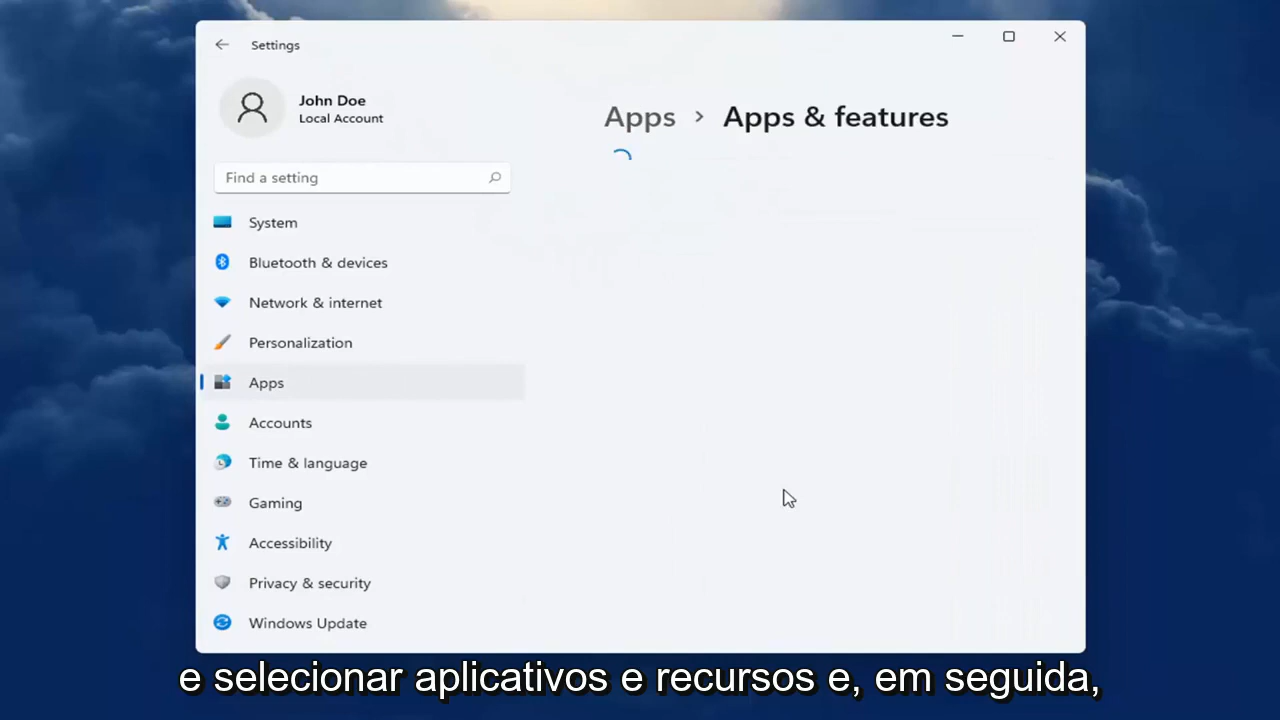 Settings
John Doe
Local Account
Apps > Apps & features
Find a setting
System
Bluetooth & devices
Network & internet
Personalization
Apps
Accounts
Time & language
Gaming
Accessibility
Privacy & security
Windows Update
e selecionar aplicativos e recursos e, em seguida,